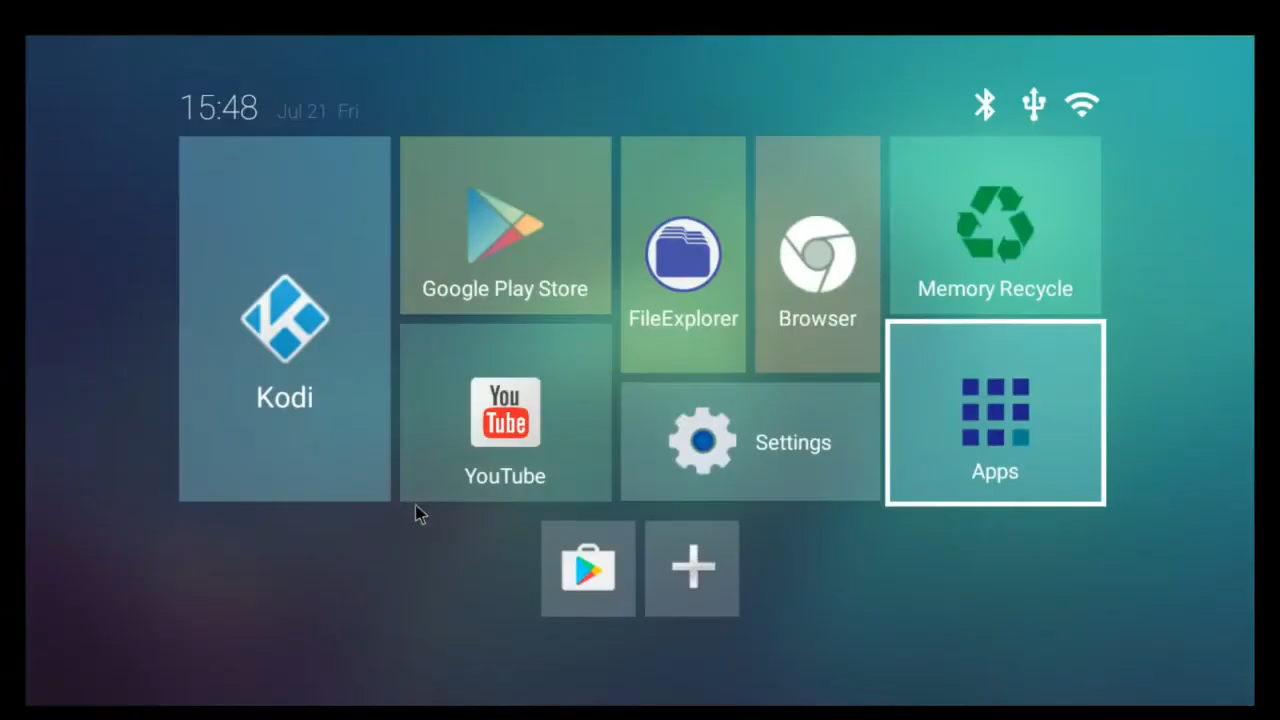 15:48 Jul 21 Fri
Google Play Store
Memory Recycle
FileExplorer
Browser
Kodi
You
Tube
YouTube
Settings
Apps